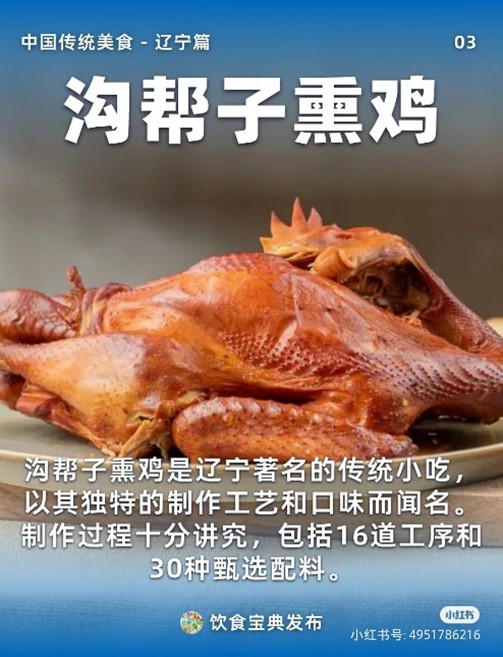 中国传统美食 - 辽宁篇
03
沟帮子熏鸡
沟帮子熏鸡是辽宁著名的传统小吃，
以其独特的制作工艺和口味而闻名。
制作过程十分讲究，包括16道工序和
30种甄选配料。
饮食宝典发布
小红书
小红书号: 4951786216